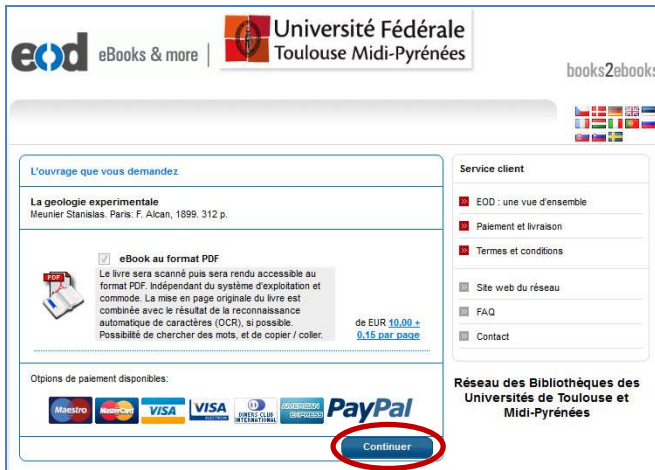 eod eBooks & more
Université Fédérale
Toulouse Midi-Pyrénées
books2ebooks
L'ouvrage que vous demandez
La geologie experimentale
Meunier Stanislas. Paris: F. Alcan, 1899. 312 p.
eBook au format PDF
PDF
Le livre sera scanné puis sera rendu accessible au
format PDF. Indépendant du système d'exploitation et
commode. La mise en page originale du livre est
combinée avec le résultat de la reconnaissance
automatique de caractères (OCR), si possible.
Possibilité de chercher des mots, et de copier / coller.
de EUR 10,00 +
0,15 par page
Otpions de paiement disponibles:
Maestro MasterCard VISA VISA ELECTRON DINERS CLUB INTERNATIONAL AMERICAN EXPRESS PayPal
Continuer
Service client
EOD : une vue d'ensemble
Paiement et livraison
Termes et conditions
Site web du réseau
FAQ
Contact
Réseau des Bibliothèques des
Universités de Toulouse et
Midi-Pyrénées